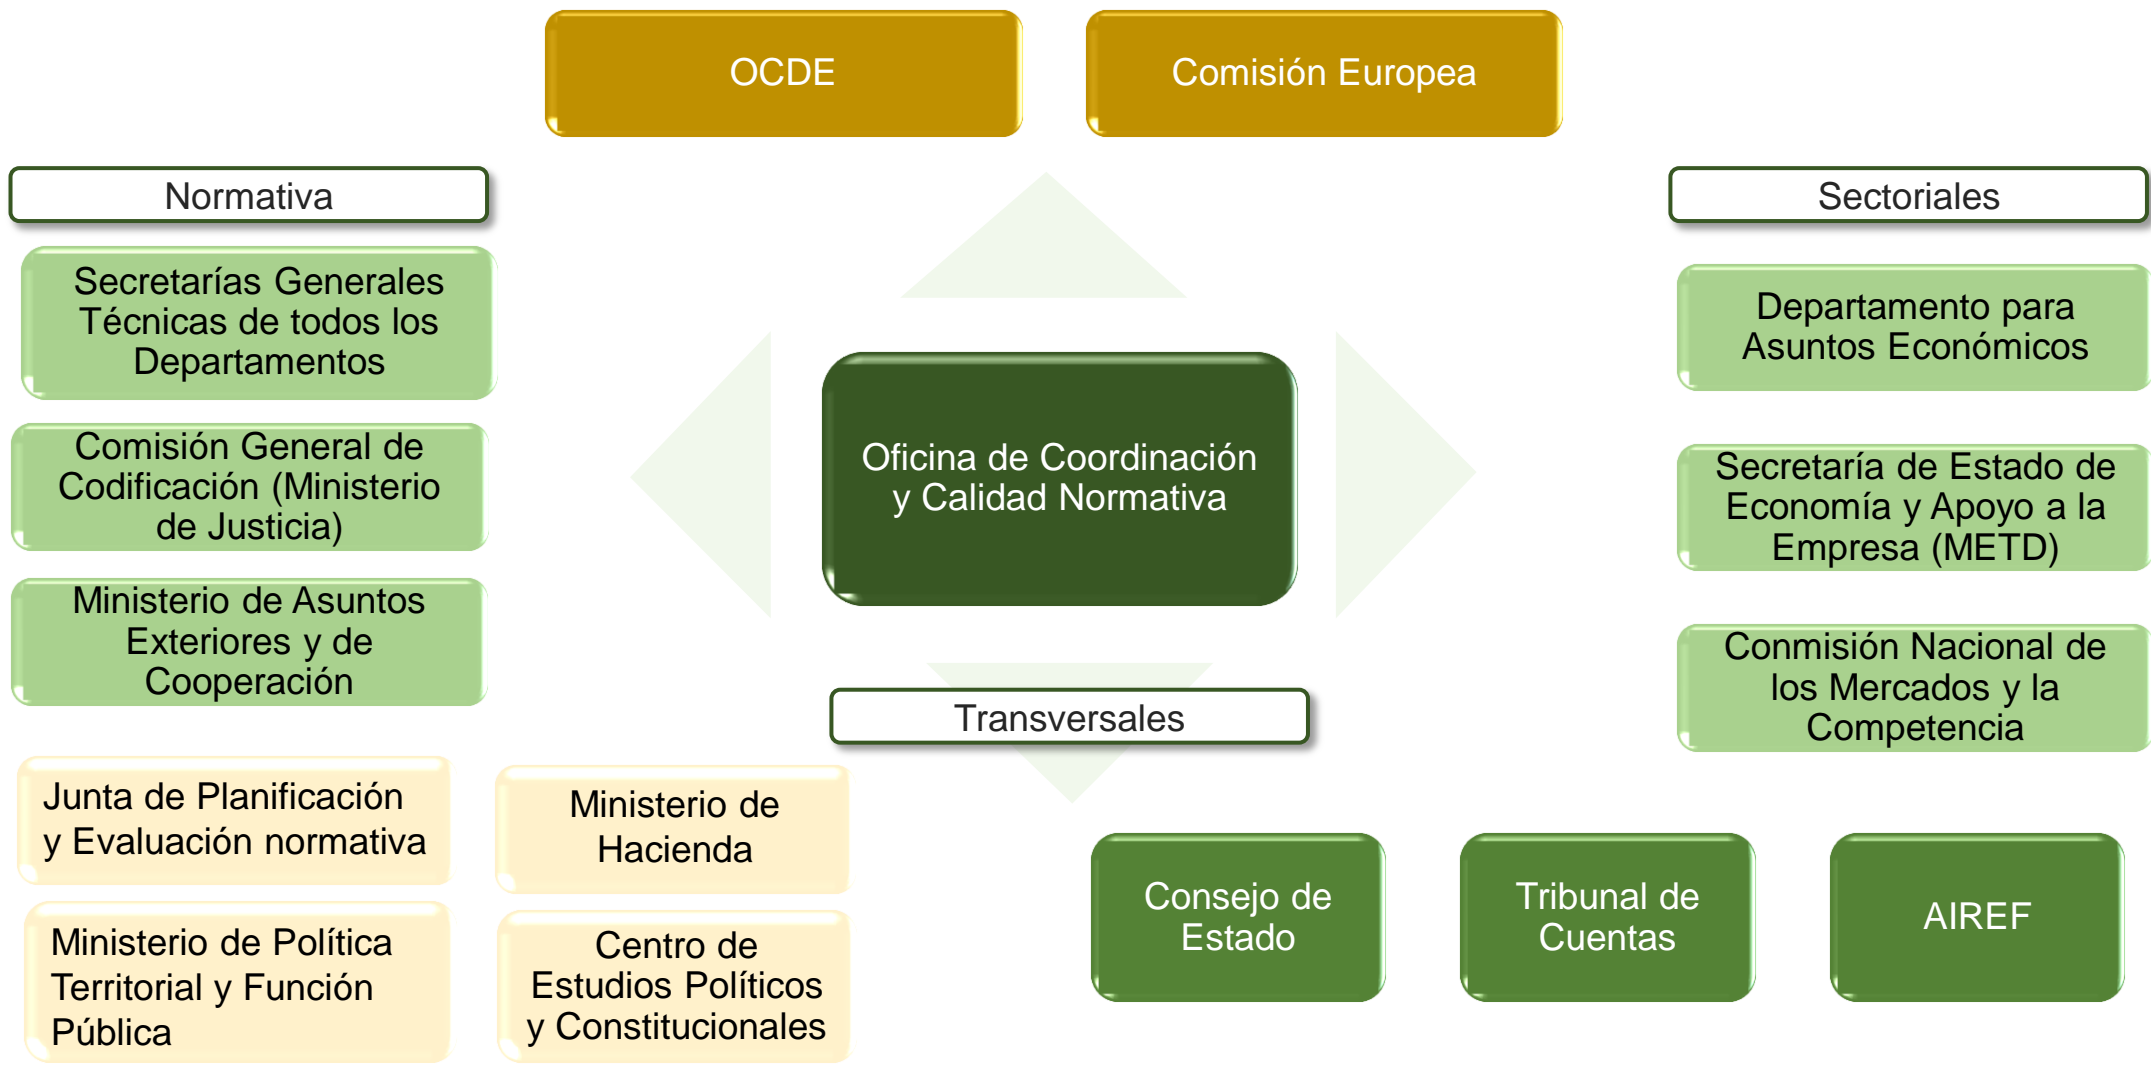 OCDE
Comisión Europea
Normativa
Secretarías Generales
Técnicas de todos los
Departamentos
Comisión General de
Codificación (Ministerio
de Justicia)
Ministerio de Asuntos
Exteriores y de
Cooperación
Oficina de Coordinación
y Calidad Normativa
Sectoriales
Departamento para
Asuntos Económicos
Secretaría de Estado de
Economía y Apoyo a la
Empresa (METD)
Conmisión Nacional de
los Mercados y la
Competencia
Transversales
Junta de Planificación
y Evaluación normativa
Ministerio de
Hacienda
Ministerio de Política
Territorial y Función
Pública
Centro de
Estudios Políticos
y Constitucionales
Consejo de
Estado
Tribunal de
Cuentas
AIREF